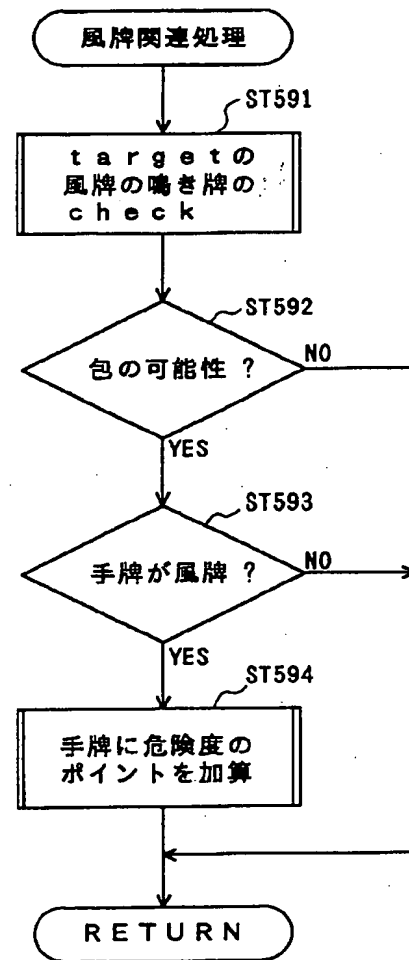 風牌関連処理
ST591
ｔａｒｇｅｔの
風牌の鳴き牌の
ｃｈｅｃｋ
ST592
包の可能性？
NO
YES
ST593
手牌が風牌？
NO
YES
ST594
手牌に危険度の
ポイントを加算
ＲＥＴＵＲＮ